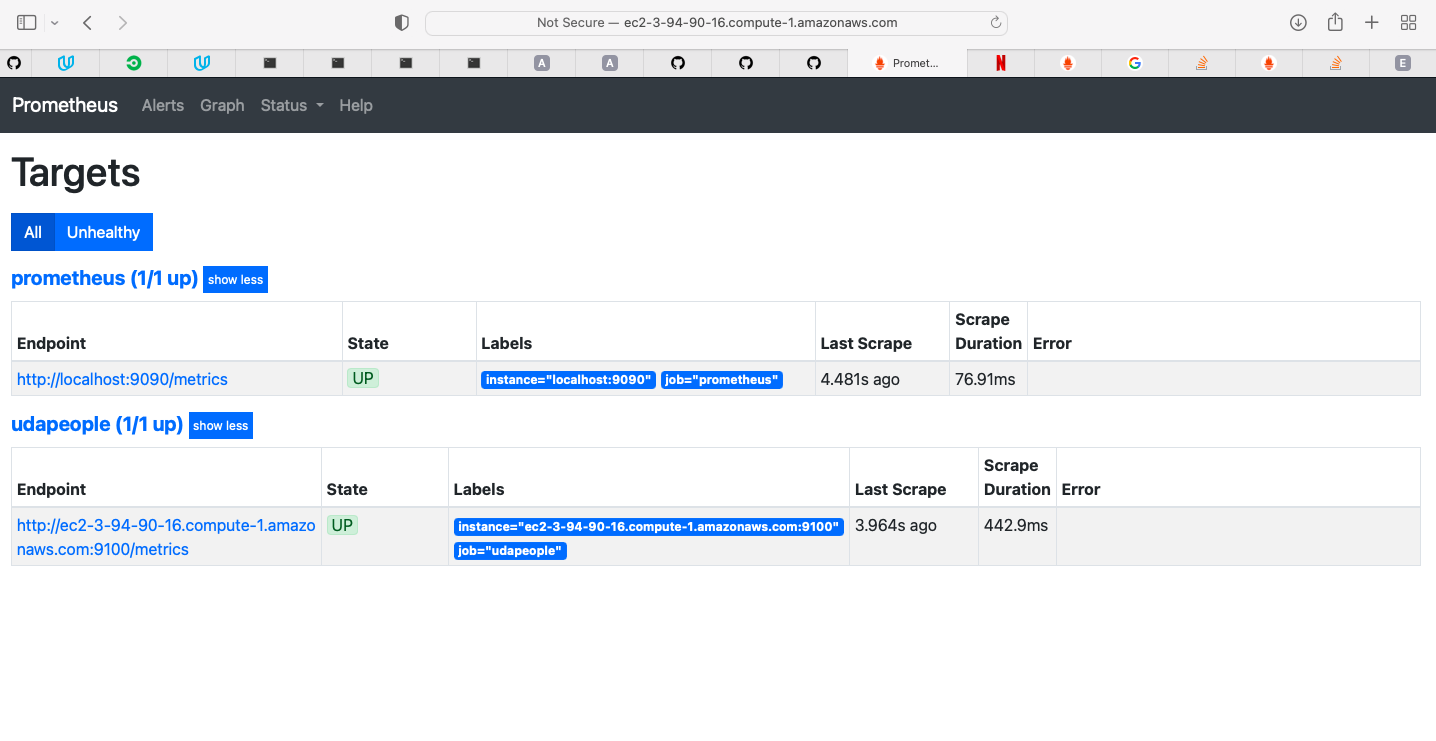 Not Secure — ec2-3-94-90-16.compute-1.amazonaws.com
A A Promet... N G E
Prometheus Alerts Graph Status Help
Targets
All Unhealthy
prometheus (1/1 up) show less
Endpoint State Labels Last Scrape Scrape Duration Error
http://localhost:9090/metrics UP instance="localhost:9090" job="prometheus" 4.481s ago 76.91ms
udapeople (1/1 up) show less
Endpoint State Labels Last Scrape Scrape Duration Error
http://ec2-3-94-90-16.compute-1.amazo UP instance="ec2-3-94-90-16.compute-1.amazonaws.com:9100" 3.964s ago 442.9ms
naws.com:9100/metrics job="udapeople"